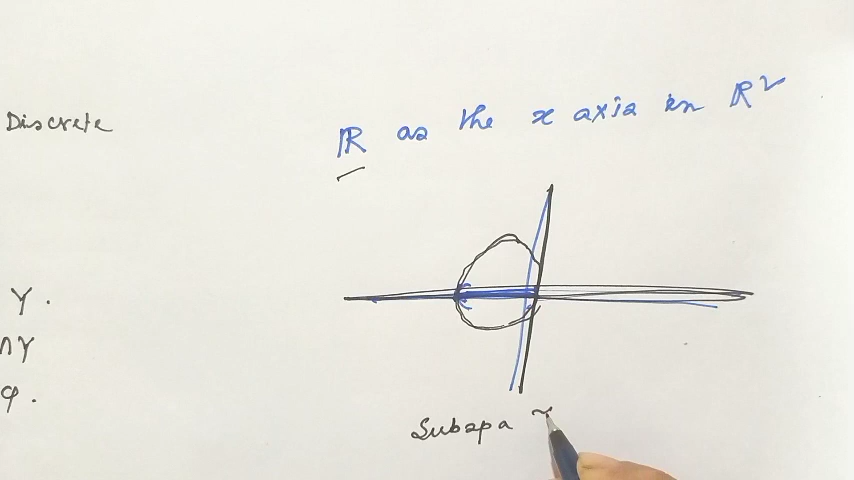 Discrete
R as the x axis in R²
Y.
∩Y
φ.
Subspa